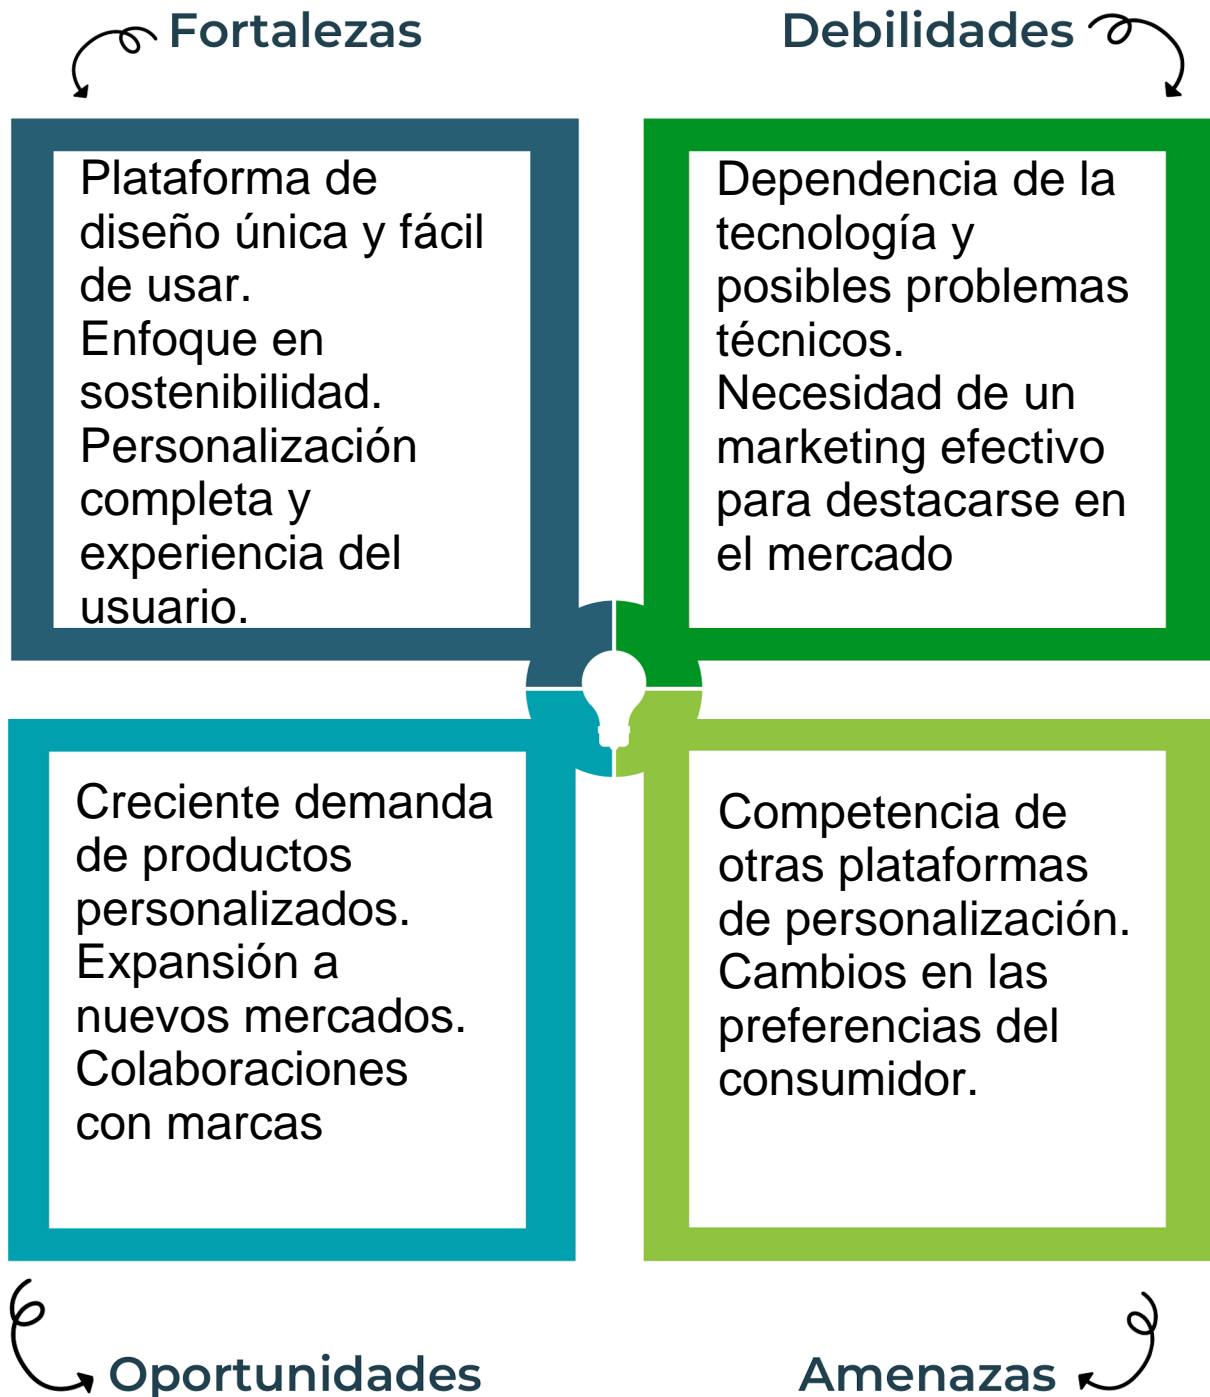 Fortalezas
Plataforma de
diseño única y fácil
de usar.
Enfoque en
sostenibilidad.
Personalización
completa y
experiencia del
usuario.
Debilidades
Dependencia de la
tecnología y
posibles problemas
técnicos.
Necesidad de un
marketing efectivo
para destacarse en
el mercado
Creciente demanda
de productos
personalizados.
Expansión a
nuevos mercados.
Colaboraciones
con marcas
Oportunidades
Competencia de
otras plataformas
de personalización.
Cambios en las
preferencias del
consumidor.
Amenazas